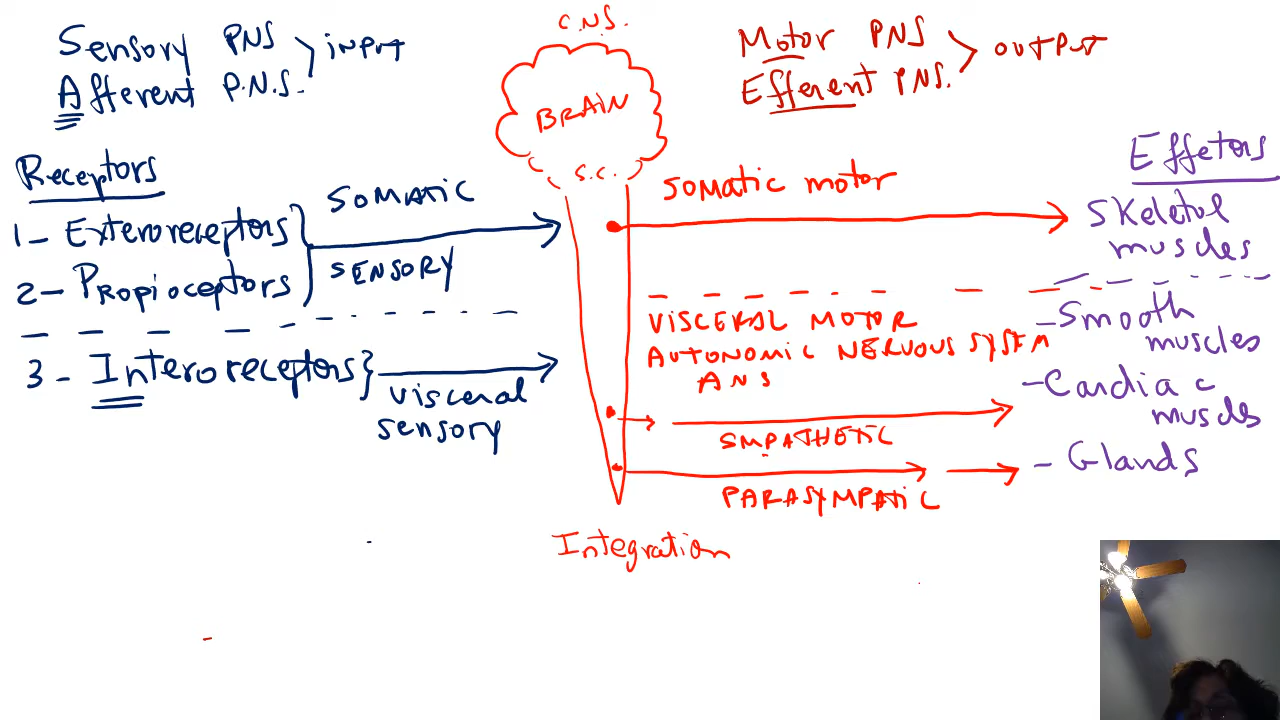 C.N.S.
Sensory PNS
Afferent P.N.S.
input
BRAIN
S.C.
Motor PNS
Efferent PNS.
output
Receptors
1- Exteroreceptors
2- Propioceptors
SOMATIC
SENSORY
3- Interoreceptors
visceral
sensory
Somatic motor
VISCERAL MOTOR
AUTONOMIC NERVOUS SYSTEM
ANS
SMPATHETIC
PARASYMPATIC
Effetors
Skeletal
muscles
-Smooth
muscles
-Cardiac
muscles
- Glands
Integration